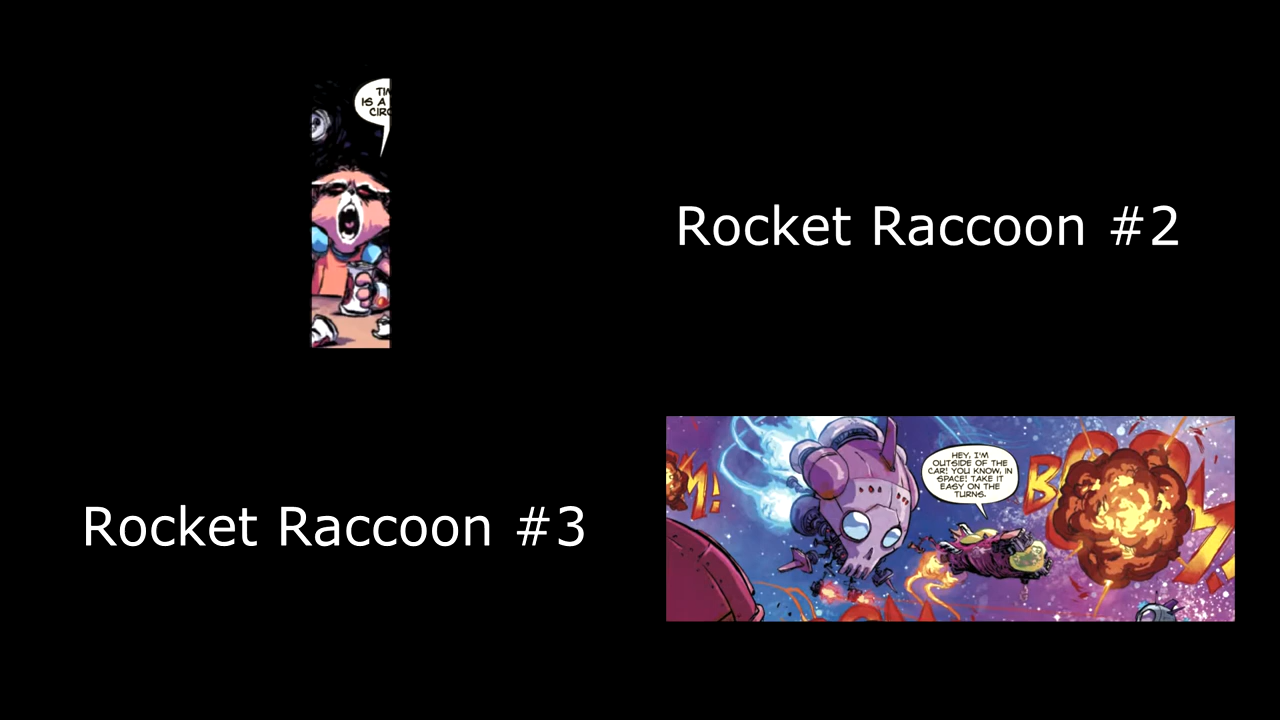 IS A
Rocket Raccoon #2
HEY, I'M
OUTSIDE OF THE
CAR! YOU KNOW, IN
SPACE! TAKE IT
EASY ON THE
TURNS.
Rocket Raccoon #3